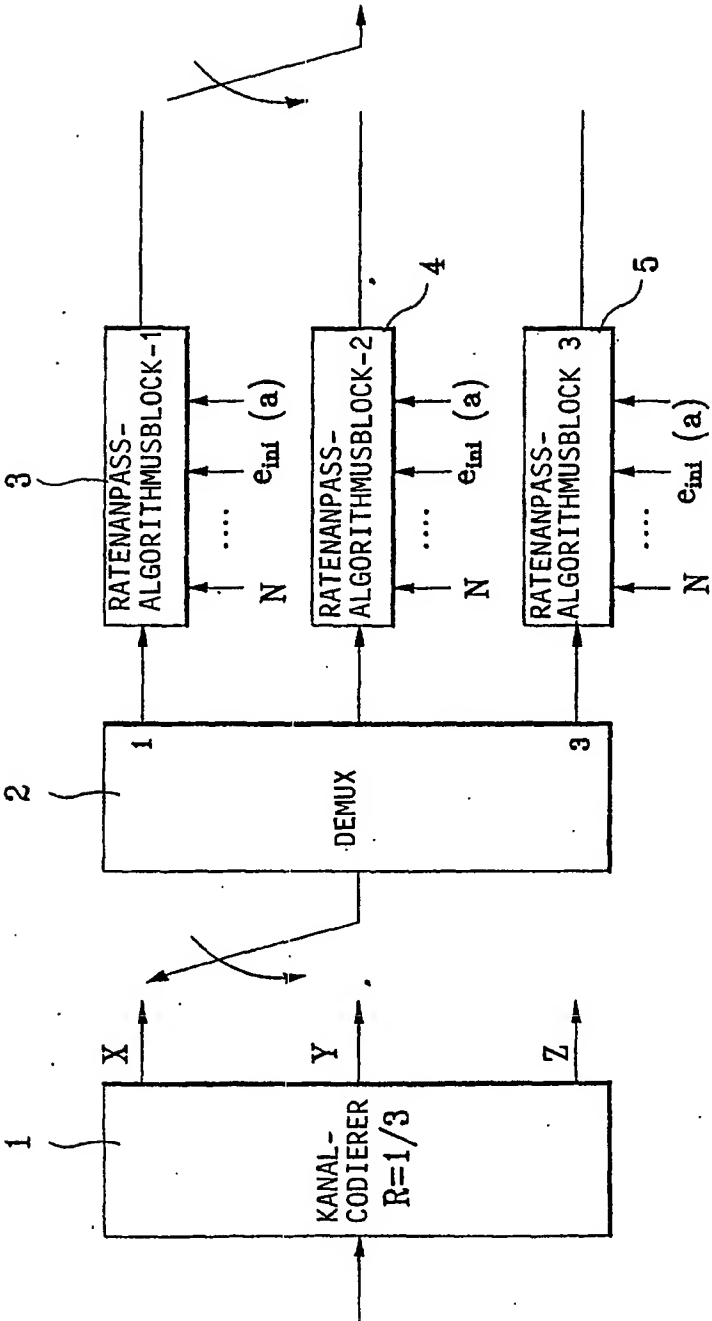 1
KANAL-
CODIERER
R=1/3
X
Y
Z
2
DEMUX
1
3
3
RATENANPASS-
ALGORITHMUSBLOCK-1
N
....
e_ini (a)
RATENANPASS-
ALGORITHMUSBLOCK-2
4
N
....
e_ini (a)
RATENANPASS-
ALGORITHMUSBLOCK 3
5
N
....
e_ini (a)